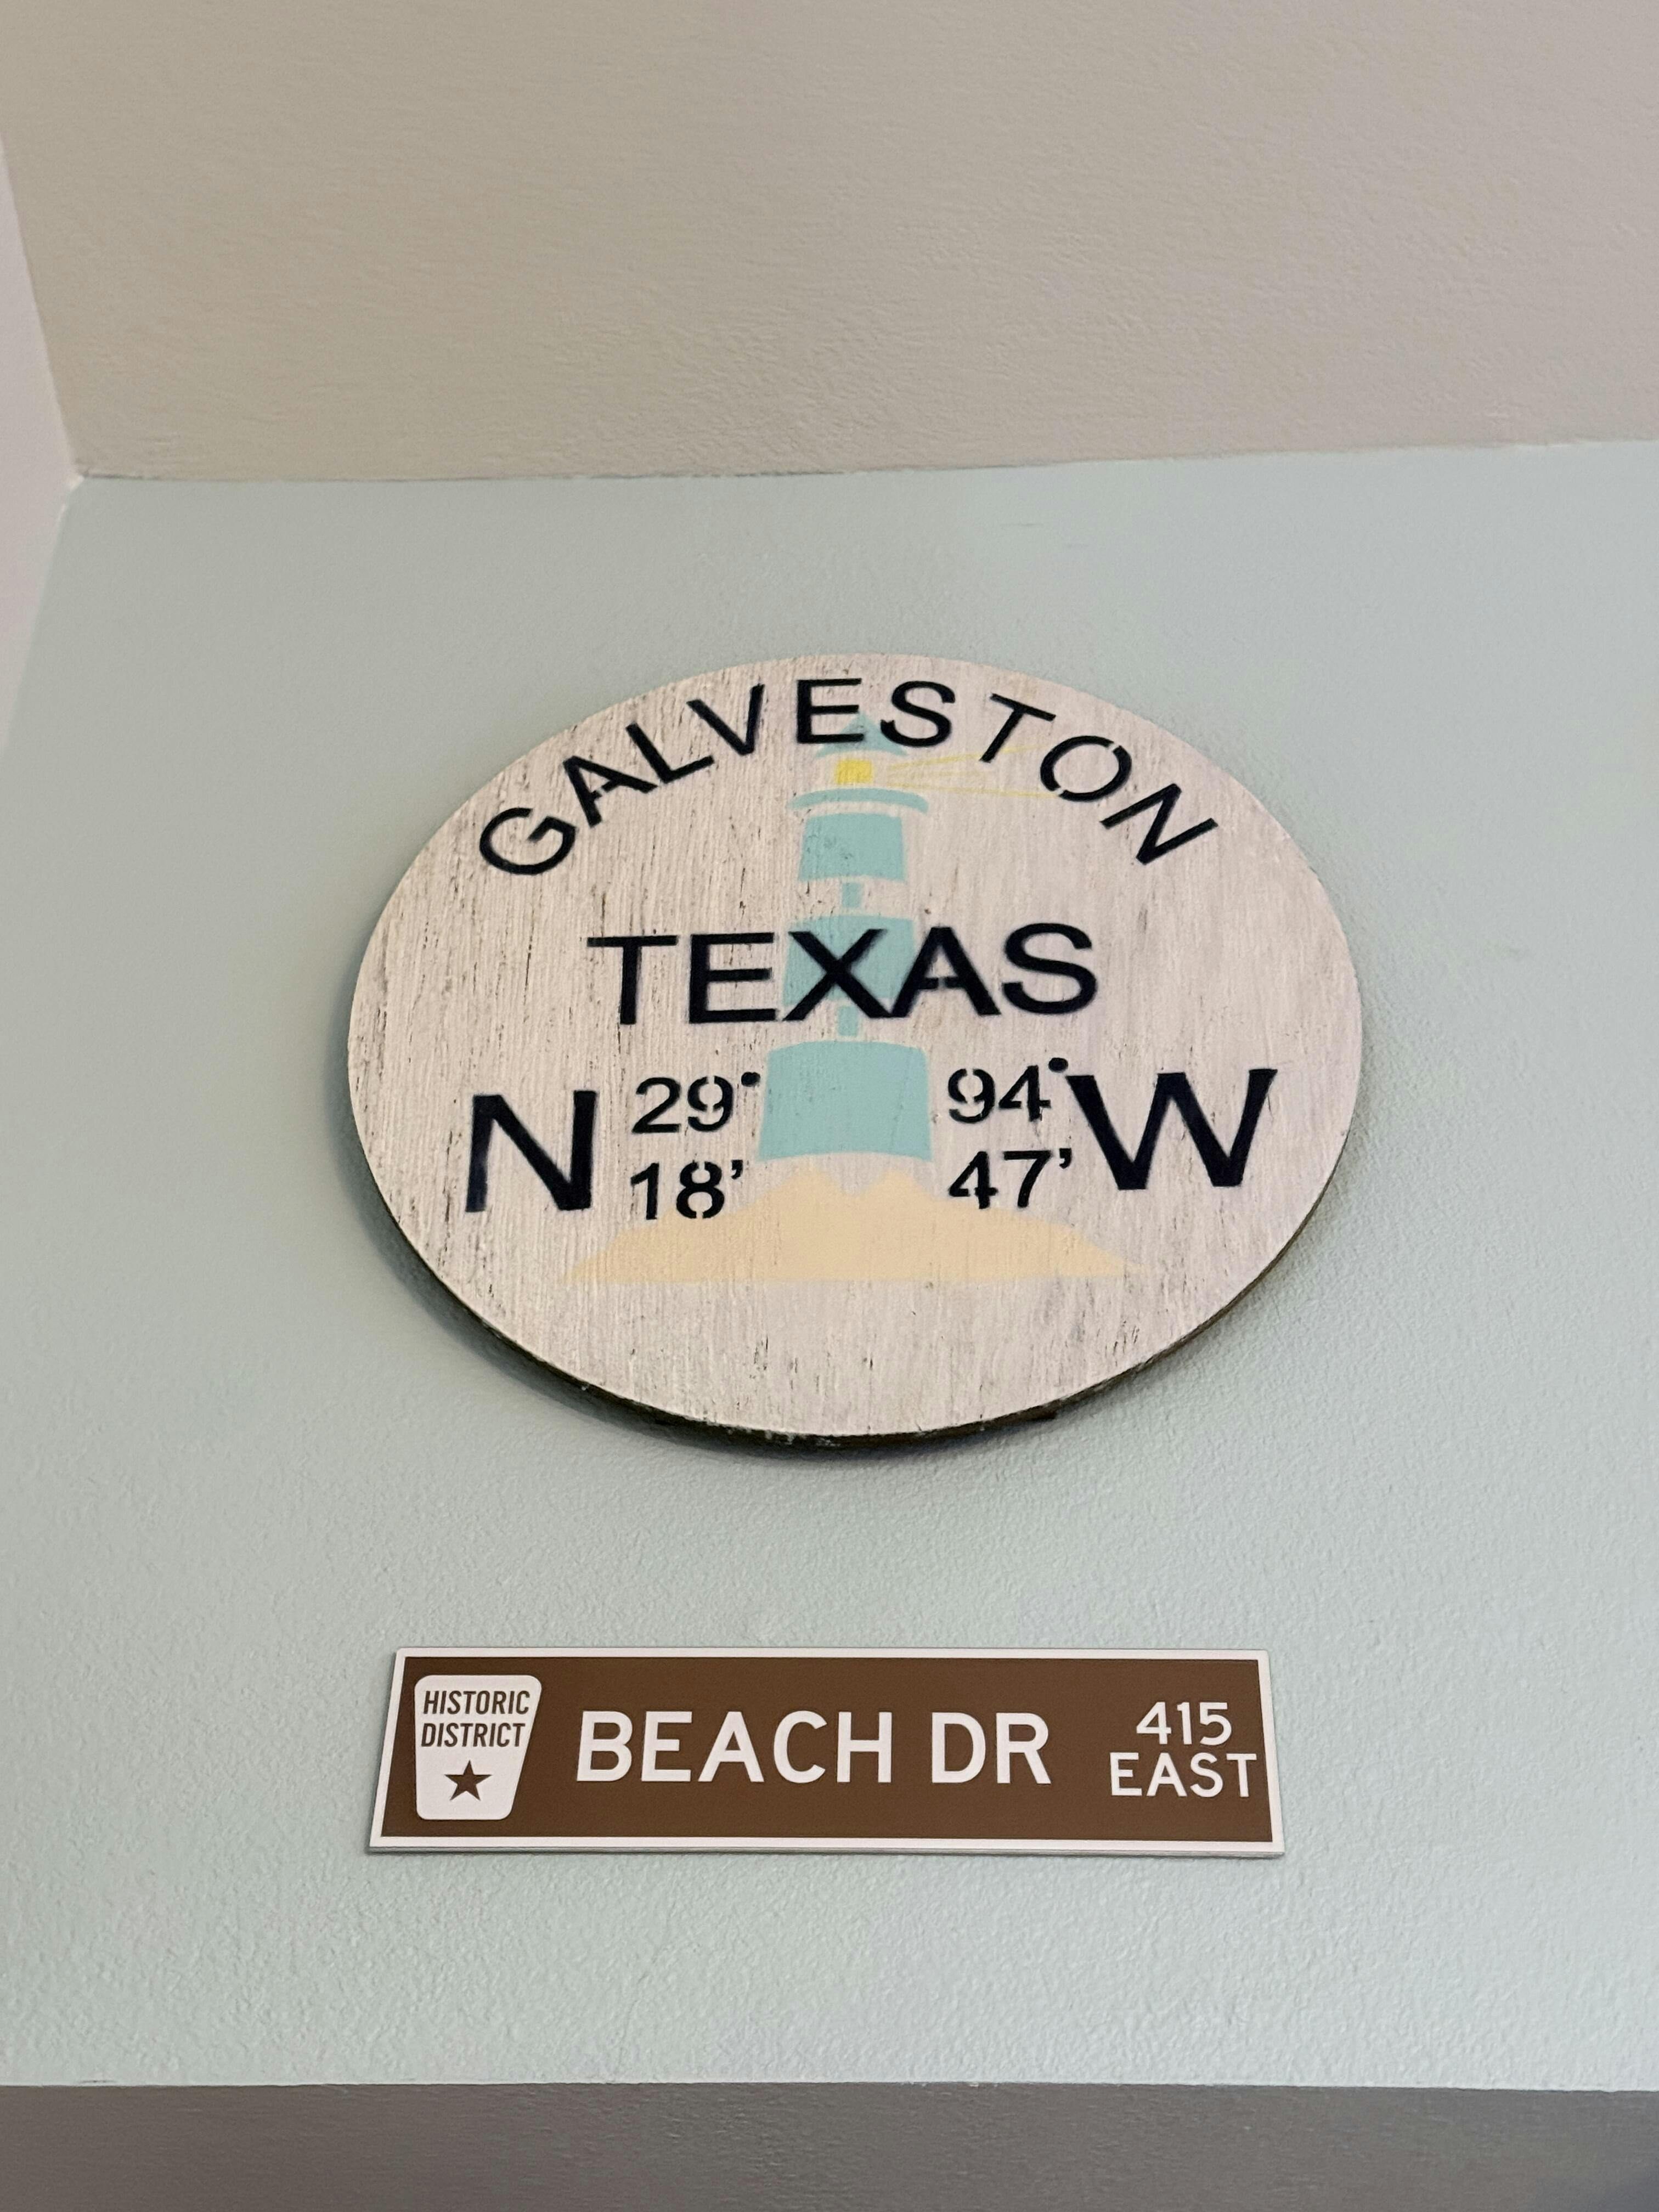 GALVESTON
TEXAS
N 29° 94° W
18' 47'
HISTORIC
DISTRICT
BEACH DR
415
EAST